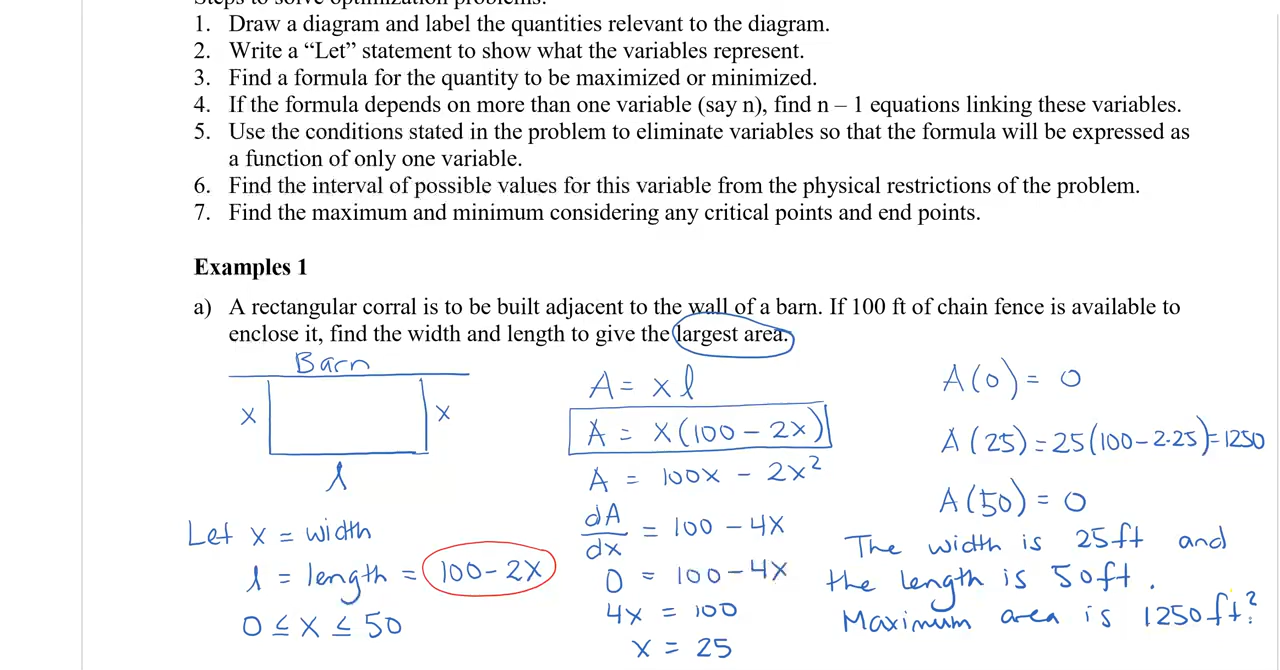 Steps to solve optimization problems:
1. Draw a diagram and label the quantities relevant to the diagram.
2. Write a “Let” statement to show what the variables represent.
3. Find a formula for the quantity to be maximized or minimized.
4. If the formula depends on more than one variable (say n), find n – 1 equations linking these variables.
5. Use the conditions stated in the problem to eliminate variables so that the formula will be expressed as
a function of only one variable.
6. Find the interval of possible values for this variable from the physical restrictions of the problem.
7. Find the maximum and minimum considering any critical points and end points.
Examples 1
a) A rectangular corral is to be built adjacent to the wall of a barn. If 100 ft of chain fence is available to
enclose it, find the width and length to give the largest area.
Barn
x x
l
Let x = width
l = length = 100 - 2x
0 ≤ x ≤ 50
A = x l
A = x(100 - 2x)
A = 100x - 2x²
dA/dx = 100 - 4x
0 = 100 - 4x
4x = 100
x = 25
A(0) = 0
A(25) = 25(100 - 2·25) = 1250
A(50) = 0
The width is 25ft and
the length is 50ft.
Maximum area is 1250ft².